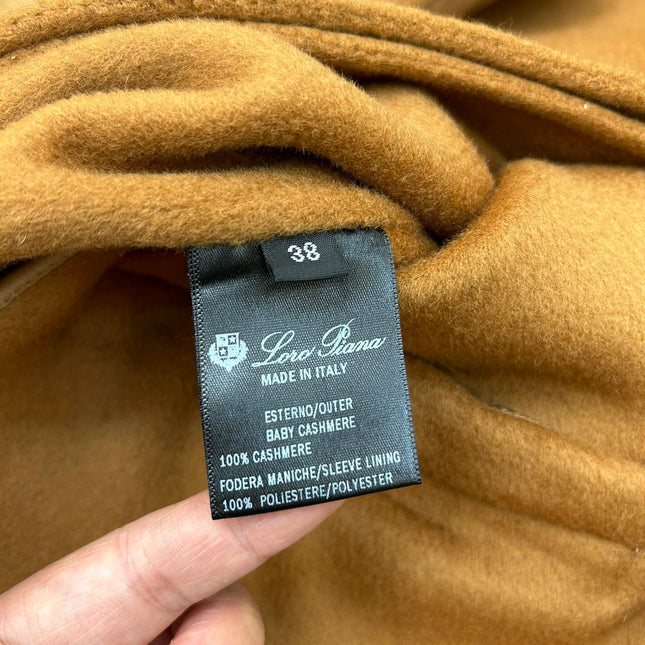 38
Loro Piana
MADE IN ITALY
ESTERNO/OUTER
BABY CASHMERE
100% CASHMERE
FODERA MANICHE/SLEEVE LINING
100% POLIESTERE/POLYESTER